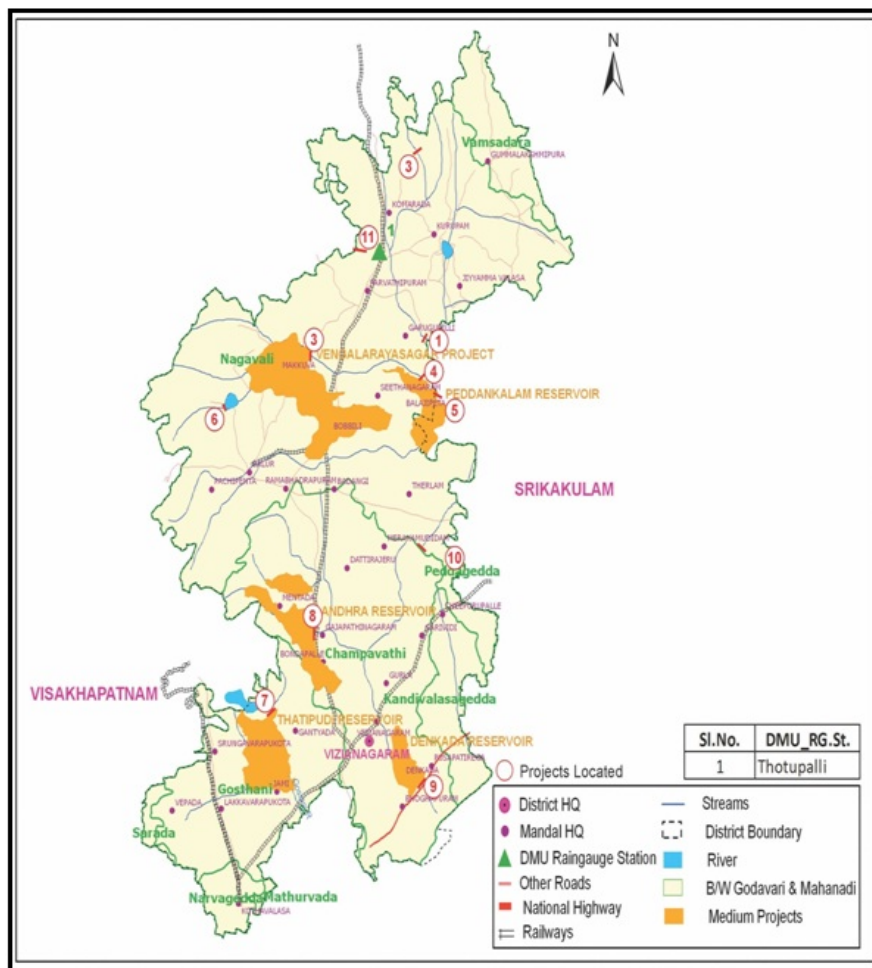 N
3
Vamsadara
GUMMALAKSHMIPURA
KOMARADA
1
KURUPAM
11
JIYYAMMA VALASA
PARVATHIPURAM
GARUGUBILLI
1
3
VENGALARAYASAGAR PROJECT
Nagavali
MAKKUVA
4
SEETHANAGARAM
BALAJIPETA
PEDDANKALAM RESERVOIR
5
6
BOBBILI
SALUR
PACHIPENTA
RAMABHADRAPURAM
BADANGI
THERLAM
SRIKAKULAM
MERAKAMUDIDAM
10
DATTIRAJERU
Peddagedda
MENTADA
8
ANDHRA RESERVOIR
CHEEPURUPALLE
GAJAPATHINAGARAM
GARIVIDI
Champavathi
BONDAPALLE
GURLA
VISAKHAPATNAM
Kandivalasagedda
7
THATIPUDI RESERVOIR
GANTYADA
VIZIANAGARAM
SRUNGAVARAPUKOTA
VIZIANAGARAM
DENKADA RESERVOIR
DENKADA
Gosthani
JAMI
9
BHOGAPURAM
VEPADA
LAKKAVARAPUKOTA
Sarada
Narvagedda
Mathurvada
KOTHAVALASA
Sl.No. DMU_RG.St.
1 Thotupalli
Projects Located
District HQ
Mandal HQ
DMU Raingauge Station
Other Roads
National Highway
Railways
Streams
District Boundary
River
B/W Godavari & Mahanadi
Medium Projects